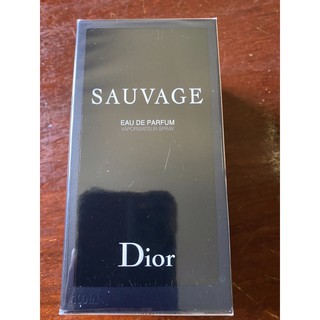 SAUVAGE
EAU DE PARFUM
VAPORISATEUR SPRAY
Dior